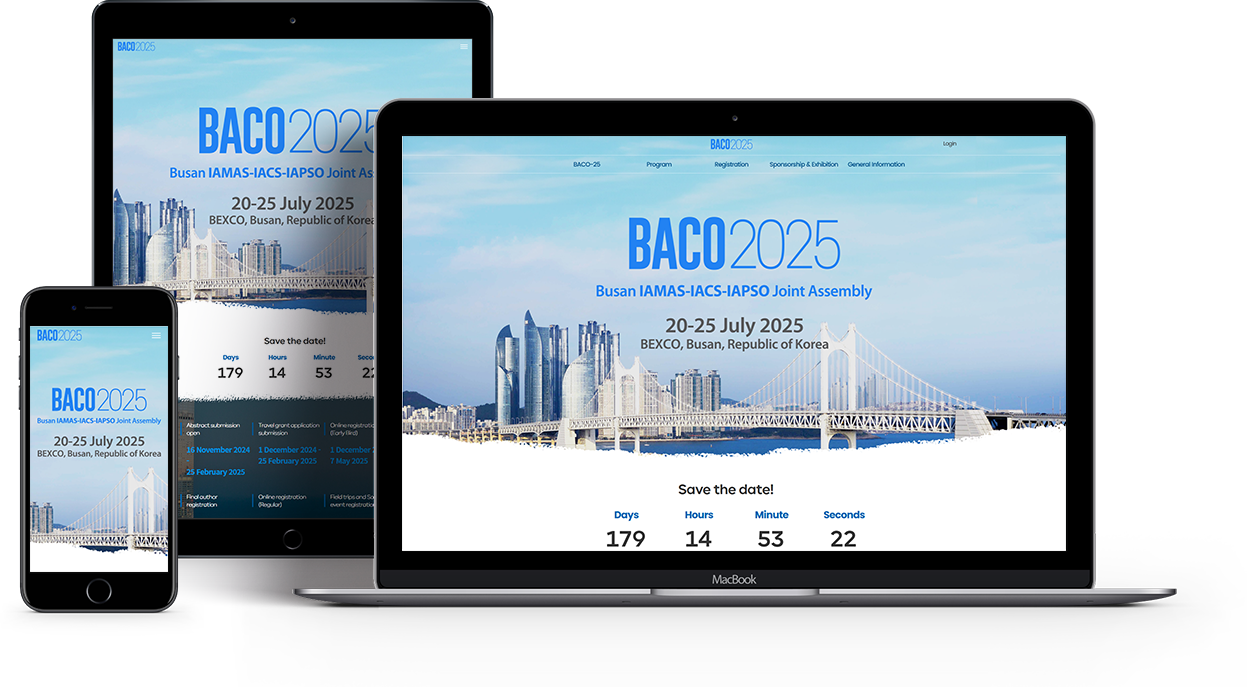 BACO2025
BACO2025
Busan IAMAS-IACS-IAPSO Joint As
20-25 July 2025
BEXCO, Busan, Republic of Korea
Save the date!
Days Hours Minute
179 14 53 22
Abstract submission open
Travel grant application submission
Online registration (Early Bird)
16 November 2024 - 25 February 2025
1 December 2024 - 25 February 2025
1 December 2 7 May 2025
Final author registration
Online registration (Regular)
Field trips and So event registration
BACO2025
Login
BACO-25 Program Registration Sponsorship & Exhibition General Information
BACO2025
Busan IAMAS-IACS-IAPSO Joint Assembly
20-25 July 2025
BEXCO, Busan, Republic of Korea
Save the date!
Days Hours Minute Seconds
179 14 53 22
MacBook
BACO2025
BACO2025
Busan IAMAS-IACS-IAPSO Joint Assembly
20-25 July 2025
BEXCO, Busan, Republic of Korea